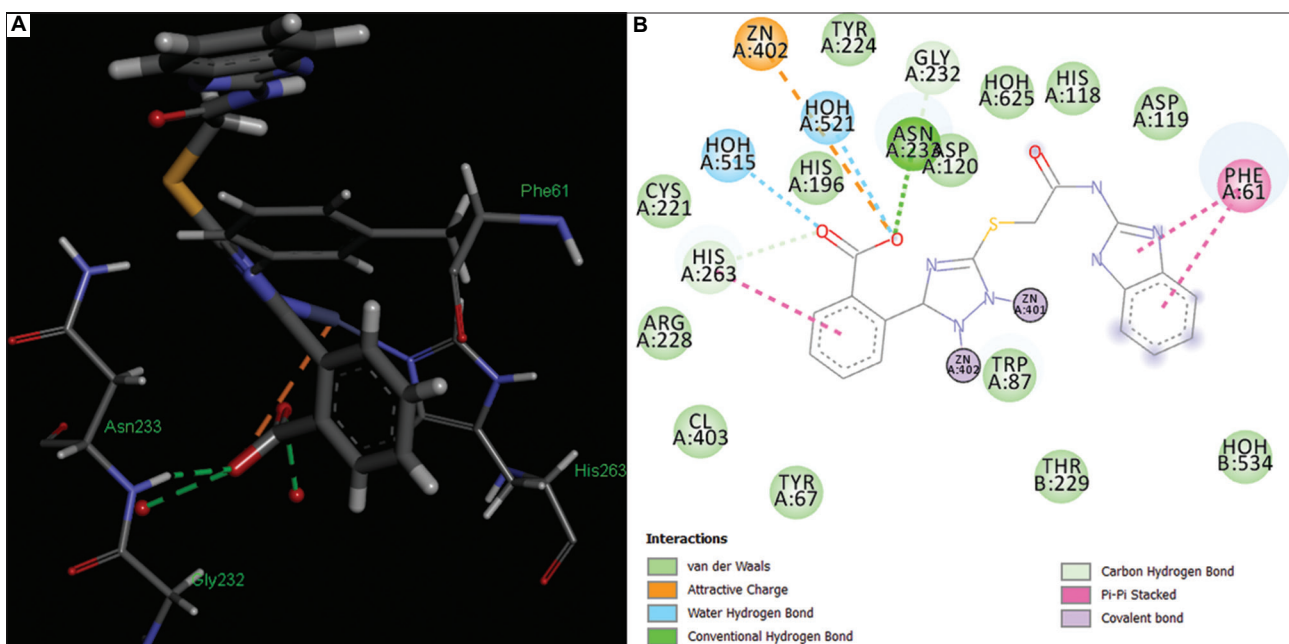 A
Phe61
Asn233
His263
Gly232
B
ZN
A:402
TYR
A:224
GLY
A:232
HOH
A:625
HIS
A:118
ASP
A:119
HOH
A:521
ASN
A:233
ASP
A:120
HOH
A:515
HIS
A:196
O
PHE
A:61
CYS
A:221
S
N
N
O
O
HIS
A:263
N
N
N
N
N
ZN
A:401
ARG
A:228
ZN
A:402
TRP
A:87
CL
A:403
TYR
A:67
THR
B:229
HOH
B:534
Interactions
van der Waals
Attractive Charge
Water Hydrogen Bond
Conventional Hydrogen Bond
Carbon Hydrogen Bond
Pi-Pi Stacked
Covalent bond